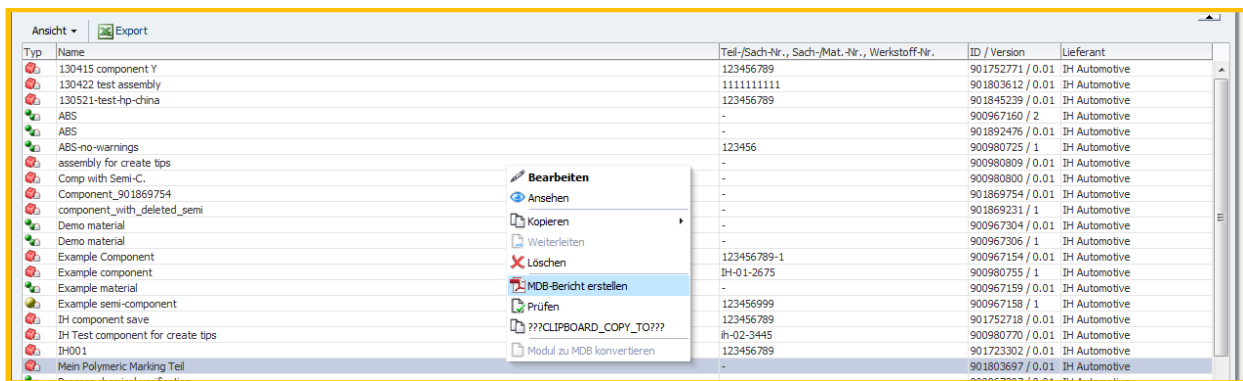 Ansicht Export
Typ Name Teil-/Sach-Nr., Sach-/Mat.-Nr., Werkstoff-Nr. ID / Version Lieferant
130415 component Y 123456789 901752771 / 0.01 IH Automotive
130422 test assembly 1111111111 901803612 / 0.01 IH Automotive
130521-test-hp-china 123456789 901845239 / 0.01 IH Automotive
ABS - 900967160 / 2 IH Automotive
ABS - 901892476 / 0.01 IH Automotive
ABS-no-warnings 123456 900980725 / 1 IH Automotive
assembly for create tips - 900980809 / 0.01 IH Automotive
Comp with Semi-C. - 900980800 / 0.01 IH Automotive
Component_901869754 - 901869754 / 0.01 IH Automotive
component_with_deleted_semi - 901869231 / 1 IH Automotive
Demo material - 900967304 / 0.01 IH Automotive
Demo material - 900967306 / 1 IH Automotive
Example Component 123456789-1 900967154 / 0.01 IH Automotive
Example component IH-01-2675 900980755 / 1 IH Automotive
Example material - 900967159 / 0.01 IH Automotive
Example semi-component 123456999 900967158 / 1 IH Automotive
IH component save 123456789 901752718 / 0.01 IH Automotive
IH Test component for create tips ih-02-3445 900980770 / 0.01 IH Automotive
IH001 123456789 901723302 / 0.01 IH Automotive
Mein Polymeric Marking Teil - 901803697 / 0.01 IH Automotive
Bearbeiten
Ansehen
Kopieren
Weiterleiten
Löschen
MDB-Bericht erstellen
Prüfen
???CLIPBOARD_COPY_TO???
Modul zu MDB konvertieren